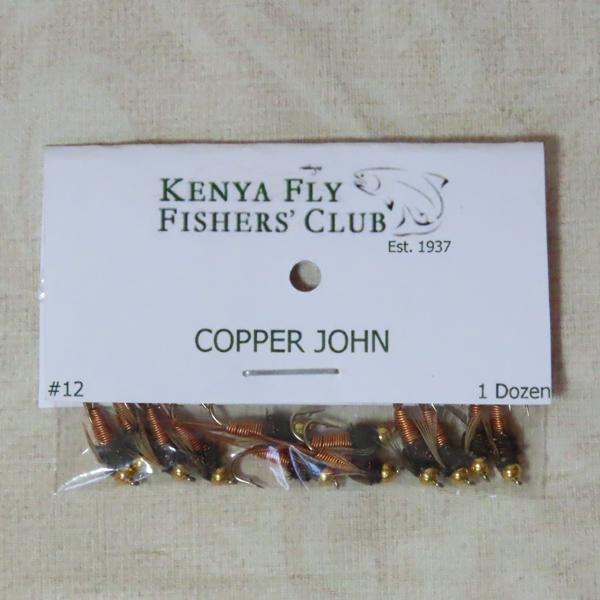 KENYA FLY
FISHERS' CLUB
Est. 1937
COPPER JOHN
#12
1 Dozen